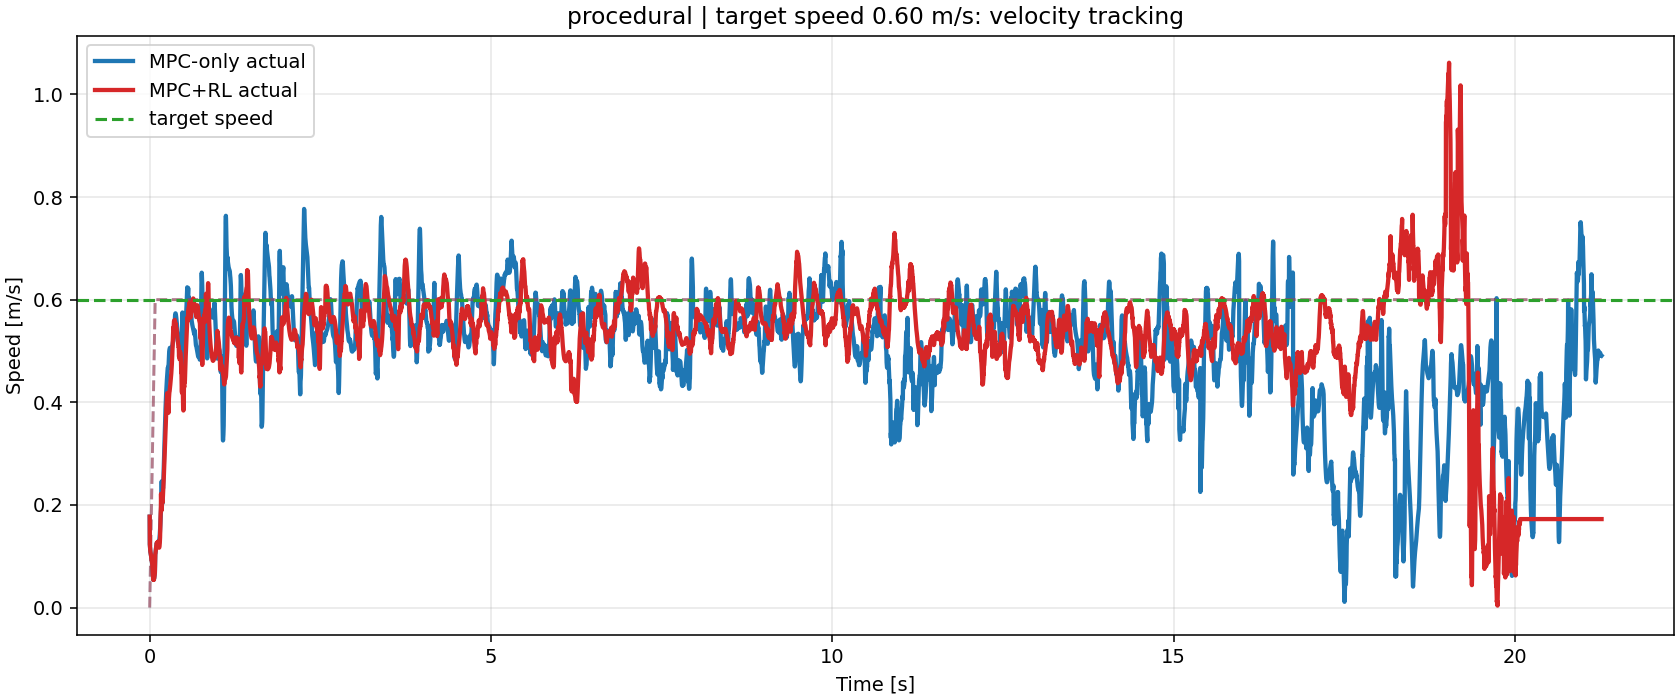 procedural | target speed 0.60 m/s: velocity tracking
MPC-only actual
MPC+RL actual
target speed
Speed [m/s]
1.0
0.8
0.6
0.4
0.2
0.0
0 5 10 15 20
Time [s]